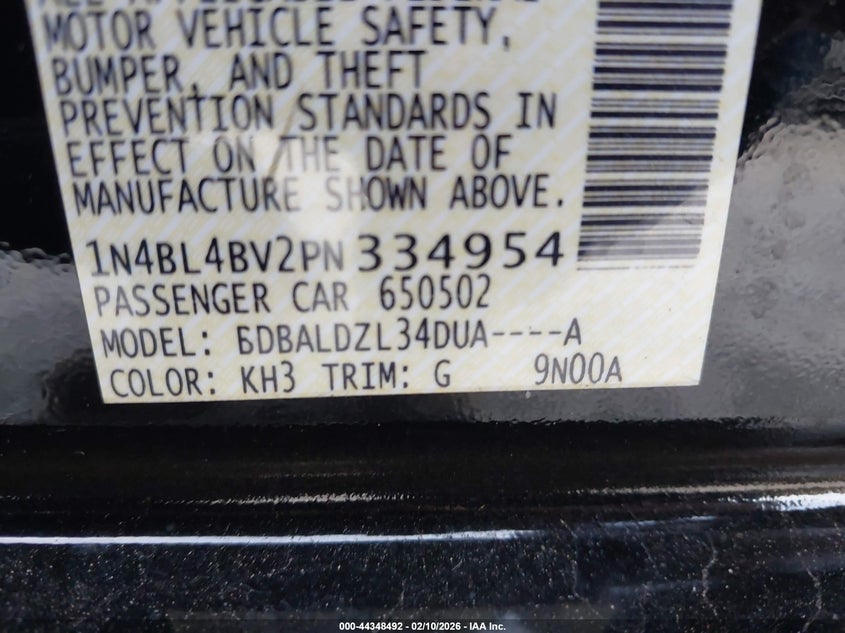 MOTOR VEHICLE SAFETY,
BUMPER, AND THEFT
PREVENTION STANDARDS IN
EFFECT ON THE DATE OF
MANUFACTURE SHOWN ABOVE.
1N4BL4BV2PN334954
PASSENGER CAR 650502
MODEL: 6DBALDZL34DUA----A
COLOR: KH3 TRIM: G 9N00A
000-44348492 - 02/10/2026 - IAA Inc.